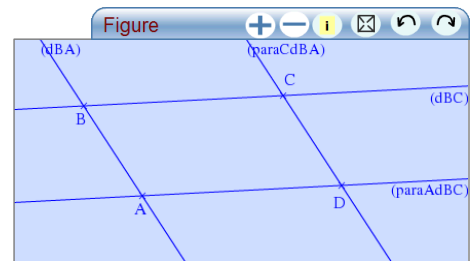 Figure
i
(dBA)
(paraCdBA)
C
(dBC)
B
(paraAdBC)
A
D